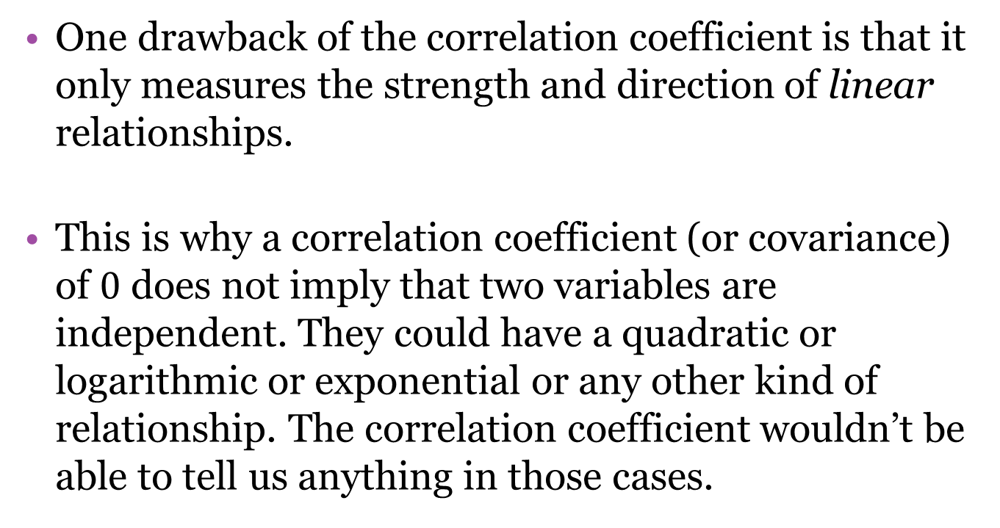 • One drawback of the correlation coefficient is that it
only measures the strength and direction of linear
relationships.
• This is why a correlation coefficient (or covariance)
of 0 does not imply that two variables are
independent. They could have a quadratic or
logarithmic or exponential or any other kind of
relationship. The correlation coefficient wouldn’t be
able to tell us anything in those cases.